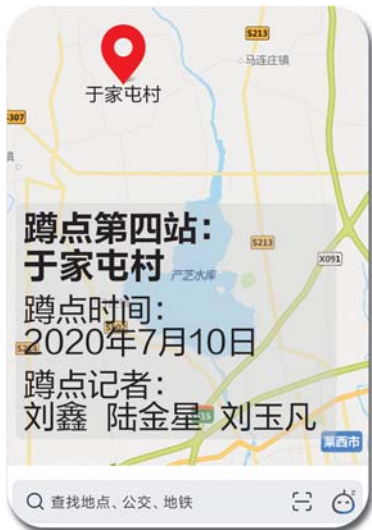 S213
马连庄镇
于家屯村
307
镇
蹲点第四站：
于家屯村
S213
产芝水库
X091
蹲点时间：
2020年7月10日
蹲点记者：
刘鑫 陆金星 刘玉凡
莱西市
查找地点、公交、地铁